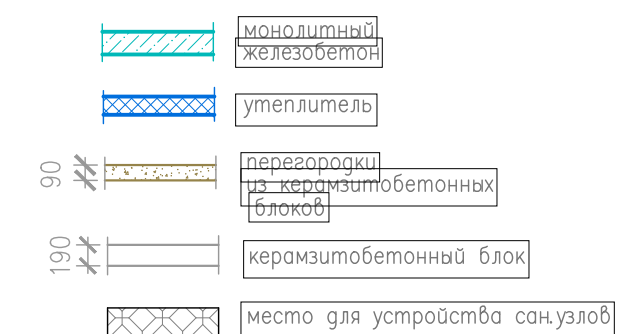 монолитный
железобетон
утеплитель
90
перегородки
из керамзитобетонных
блоков
190
керамзитобетонный блок
место для устройства сан.узлов